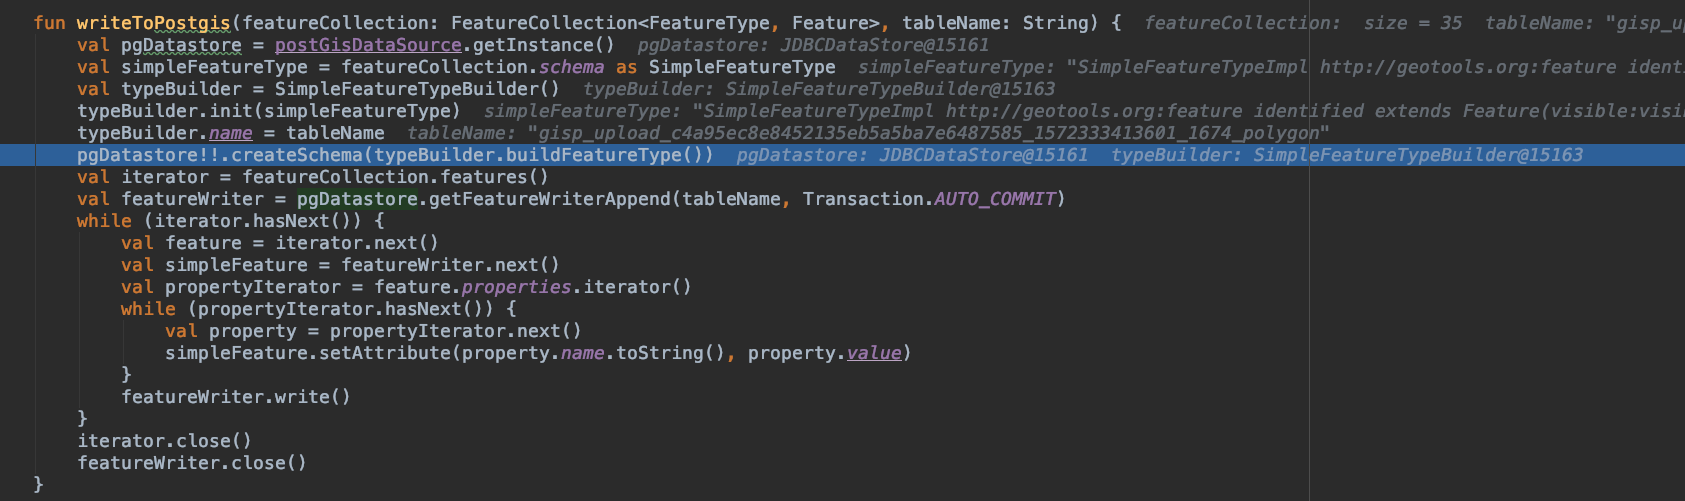 fun writeToPostgis(featureCollection: FeatureCollection<FeatureType, Feature>, tableName: String) { featureCollection: size = 35 tableName: "gisp_up
val pgDatastore = postGisDataSource.getInstance() pgDatastore: JDBCDataStore@15161
val simpleFeatureType = featureCollection.schema as SimpleFeatureType simpleFeatureType: "SimpleFeatureTypeImpl http://geotools.org:feature identi
val typeBuilder = SimpleFeatureTypeBuilder() typeBuilder: SimpleFeatureTypeBuilder@15163
typeBuilder.init(simpleFeatureType) simpleFeatureType: "SimpleFeatureTypeImpl http://geotools.org:feature identified extends Feature(visible:visi
typeBuilder.name = tableName tableName: "gisp_upload_c4a95ec8e8452135eb5a5ba7e6487585_1572333413601_1674_polygon"
pgDatastore!!.createSchema(typeBuilder.buildFeatureType()) pgDatastore: JDBCDataStore@15161 typeBuilder: SimpleFeatureTypeBuilder@15163
val iterator = featureCollection.features()
val featureWriter = pgDatastore.getFeatureWriterAppend(tableName, Transaction.AUTO_COMMIT)
while (iterator.hasNext()) {
val feature = iterator.next()
val simpleFeature = featureWriter.next()
val propertyIterator = feature.properties.iterator()
while (propertyIterator.hasNext()) {
val property = propertyIterator.next()
simpleFeature.setAttribute(property.name.toString(), property.value)
}
featureWriter.write()
}
iterator.close()
featureWriter.close()
}